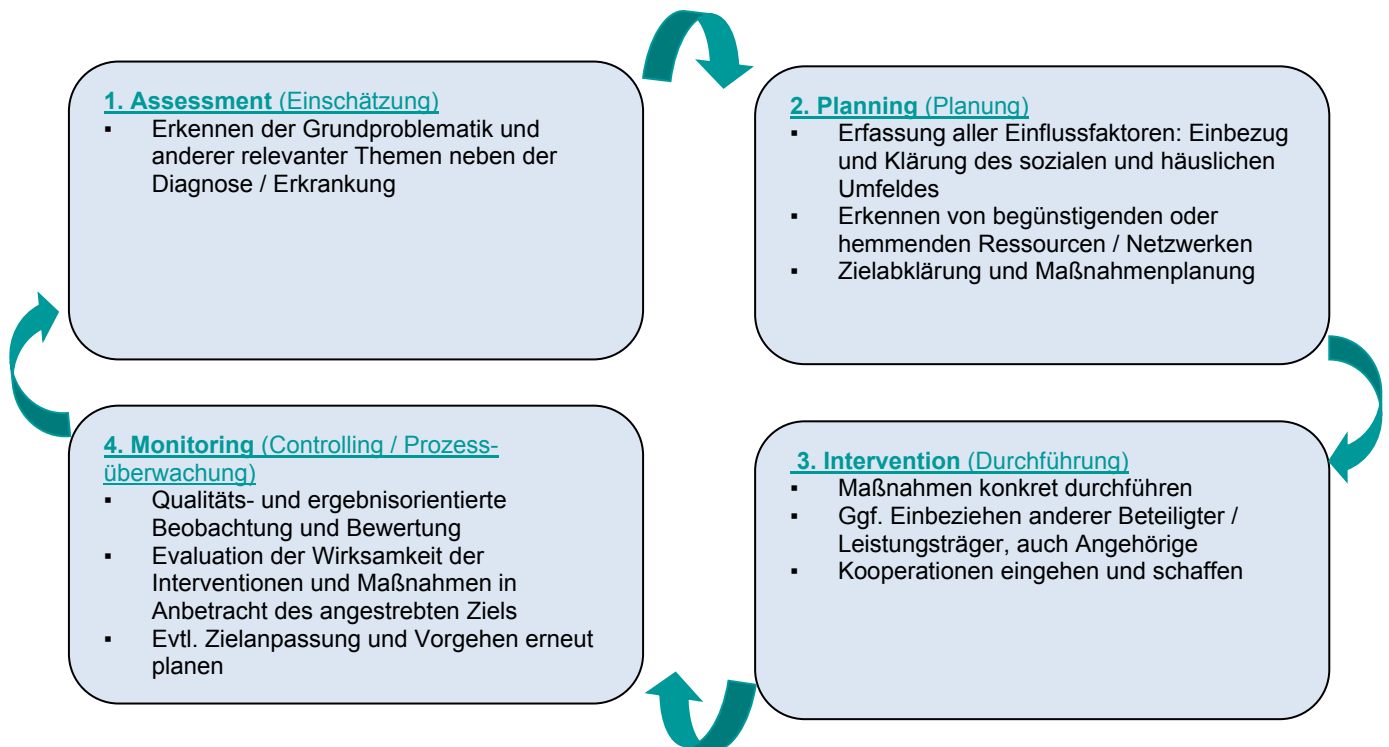 1. Assessment (Einschätzung)
▪ Erkennen der Grundproblematik und
anderer relevanter Themen neben der
Diagnose / Erkrankung
2. Planning (Planung)
▪ Erfassung aller Einflussfaktoren: Einbezug
und Klärung des sozialen und häuslichen
Umfeldes
▪ Erkennen von begünstigenden oder
hemmenden Ressourcen / Netzwerken
▪ Zielabklärung und Maßnahmenplanung
3. Intervention (Durchführung)
▪ Maßnahmen konkret durchführen
▪ Ggf. Einbeziehen anderer Beteiligter /
Leistungsträger, auch Angehörige
▪ Kooperationen eingehen und schaffen
4. Monitoring (Controlling / Prozess-
überwachung)
▪ Qualitäts- und ergebnisorientierte
Beobachtung und Bewertung
▪ Evaluation der Wirksamkeit der
Interventionen und Maßnahmen in
Anbetracht des angestrebten Ziels
▪ Evtl. Zielanpassung und Vorgehen erneut
planen